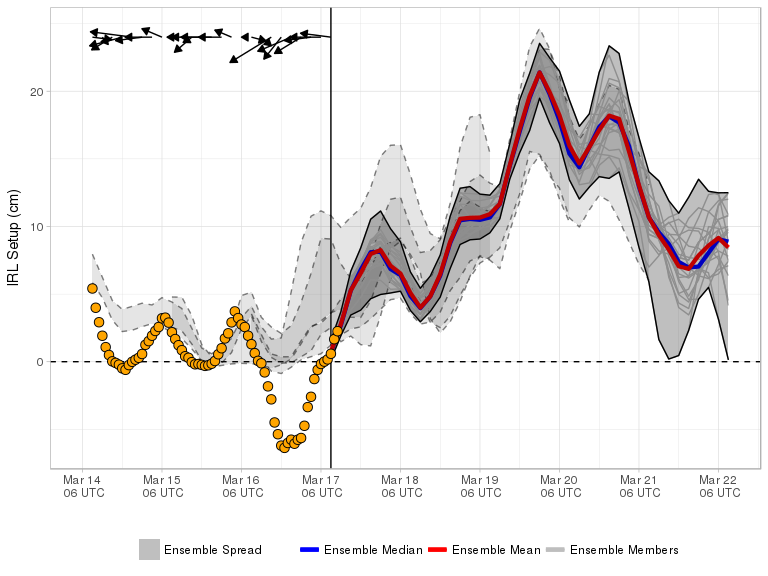 IRL Setup (cm)
20
10
0
Mar 14 Mar 15 Mar 16 Mar 17 Mar 18 Mar 19 Mar 20 Mar 21 Mar 22
06 UTC 06 UTC 06 UTC 06 UTC 06 UTC 06 UTC 06 UTC 06 UTC 06 UTC
Ensemble Spread Ensemble Median Ensemble Mean Ensemble Members